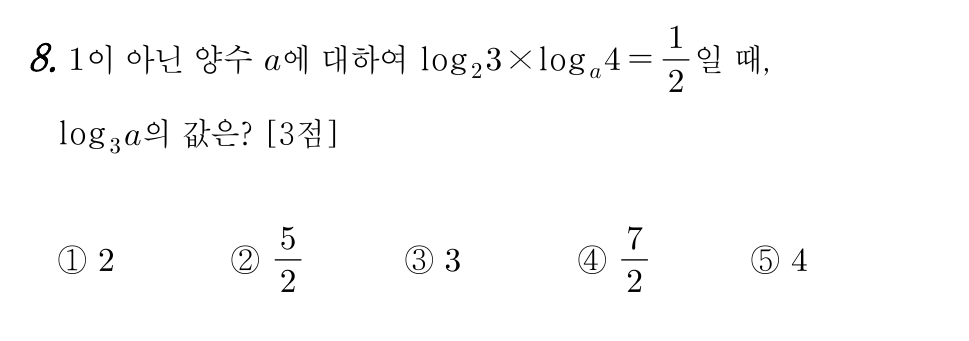 8. 1이 아닌 양수 a에 대하여 log₂3×logₐ4=1/2일 때,
log₃a의 값은? [3점]
① 2 ② 5/2 ③ 3 ④ 7/2 ⑤ 4